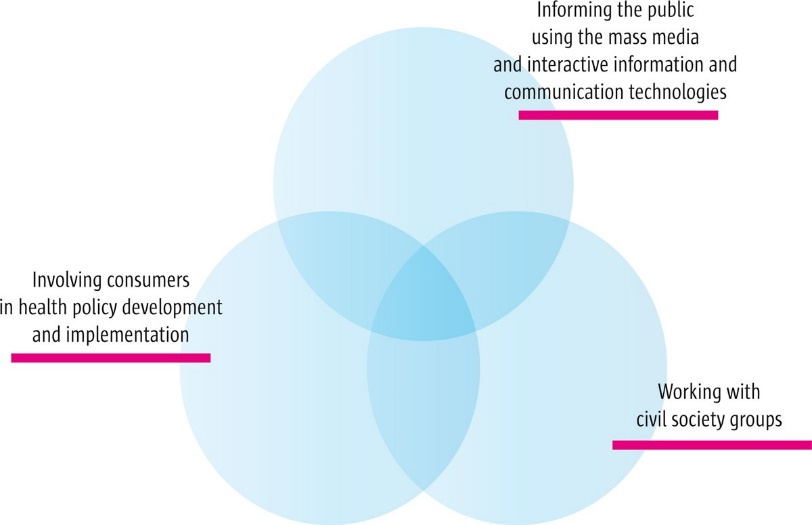 Informing the public
using the mass media
and interactive information and
communication technologies
Involving consumers
in health policy development
and implementation
Working with
civil society groups